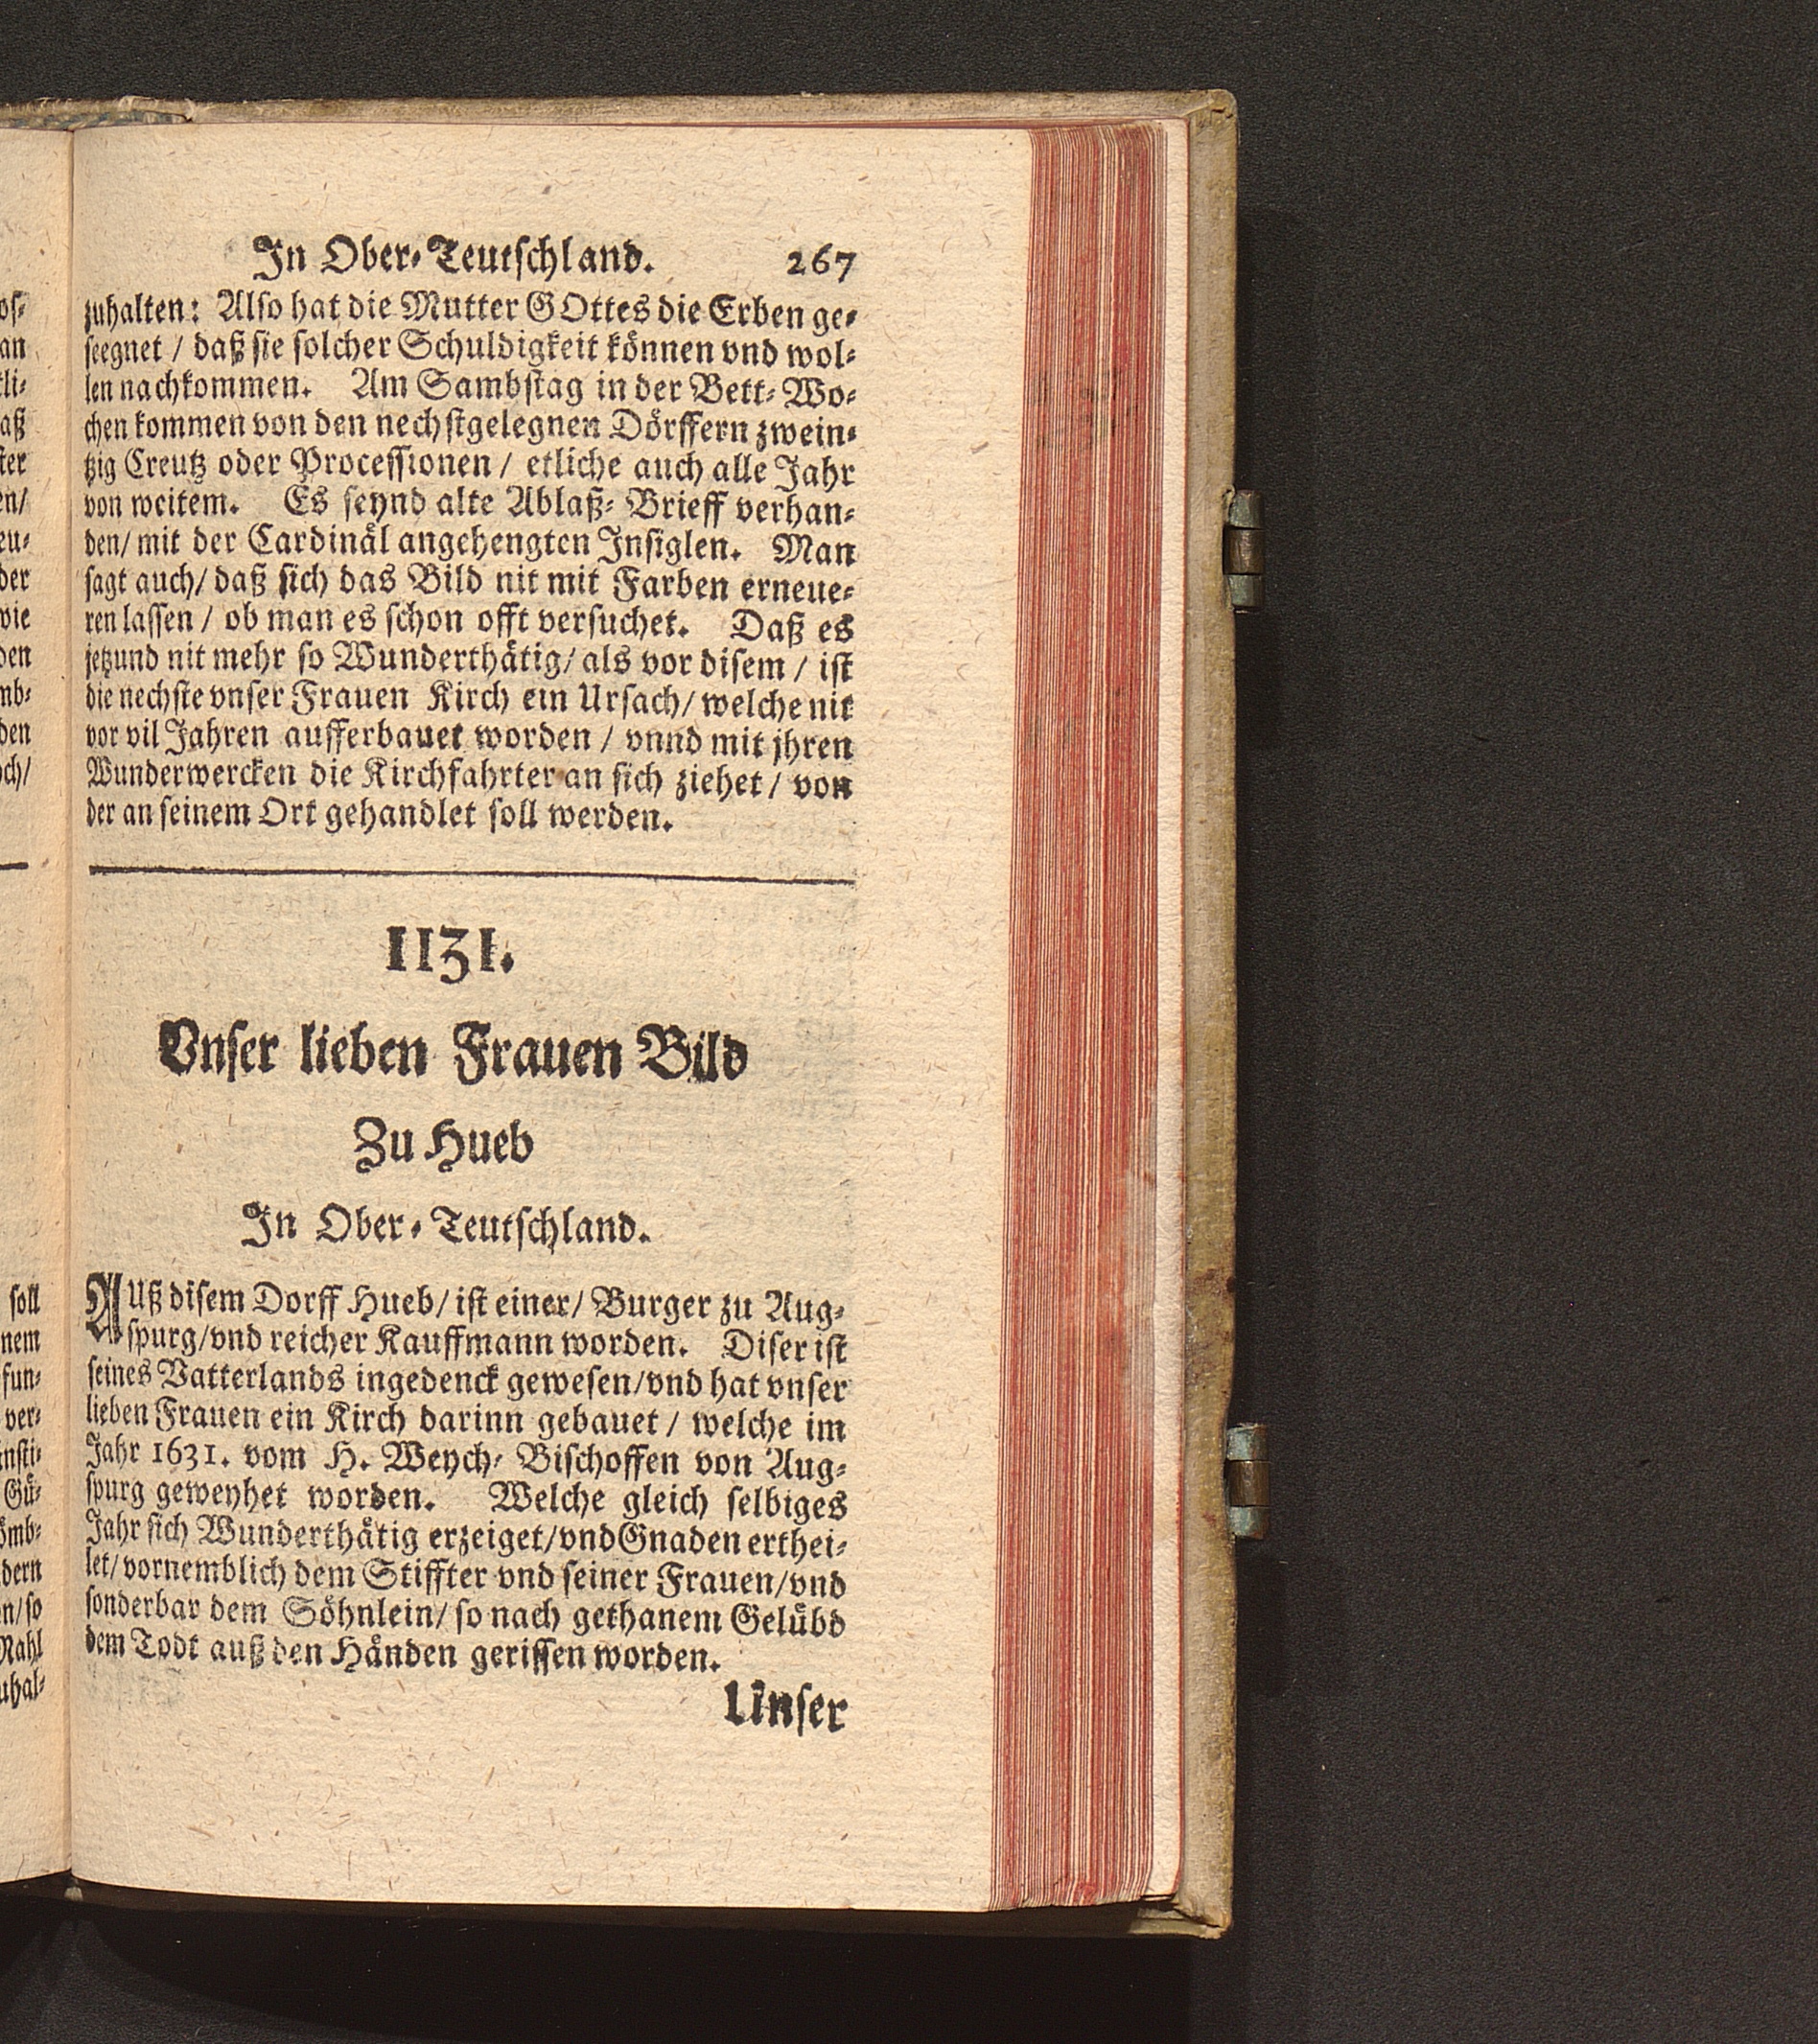 In Ober-Teutschland. 267
zuhalten: Also hat die Mutter GOttes die Erben ge-
seegnet / daß sie solcher Schuldigkeit können vnd wol-
len nachkommen. Am Sambstag in der Bett-Wo-
chen kommen von den nechstgelegnen Dörffern zwein-
tzig Creutz oder Processionen / etliche auch alle Jahr
von weitem. Es seynd alte Ablaß-Brieff verhan-
den/ mit der Cardinäl angehengten Insiglen. Man
sagt auch/ daß sich das Bild nit mit Farben erneue-
ren lassen / ob man es schon offt versuchet. Daß es
jetzund nit mehr so Wunderthätig/ als vor disem / ist
die nechste vnser Frauen Kirch ein Ursach/ welche nit
vor vil Jahren aufferbauet worden / vnnd mit jhren
Wunderwercken die Kirchfahrter an sich ziehet / von
der an seinem Ort gehandlet soll werden.
1131.
Vnser lieben Frauen Bild
Zu Hueb
In Ober-Teutschland.
Auß disem Dorff Hueb/ ist einer/ Burger zu Aug-
spurg/vnd reicher Kauffmann worden. Diser ist
seines Vatterlands ingedenck gewesen/vnd hat vnser
lieben Frauen ein Kirch darinn gebauet / welche im
Jahr 1631. vom H. Weych-Bischoffen von Aug-
spurg geweyhet worden. Welche gleich selbiges
Jahr sich Wunderthätig erzeiget/vnd Gnaden erthei-
let/ vornemblich dem Stiffter vnd seiner Frauen/vnd
sonderbar dem Söhnlein/ so nach gethanem Gelübd
dem Todt auß den Händen gerissen worden.
Unser